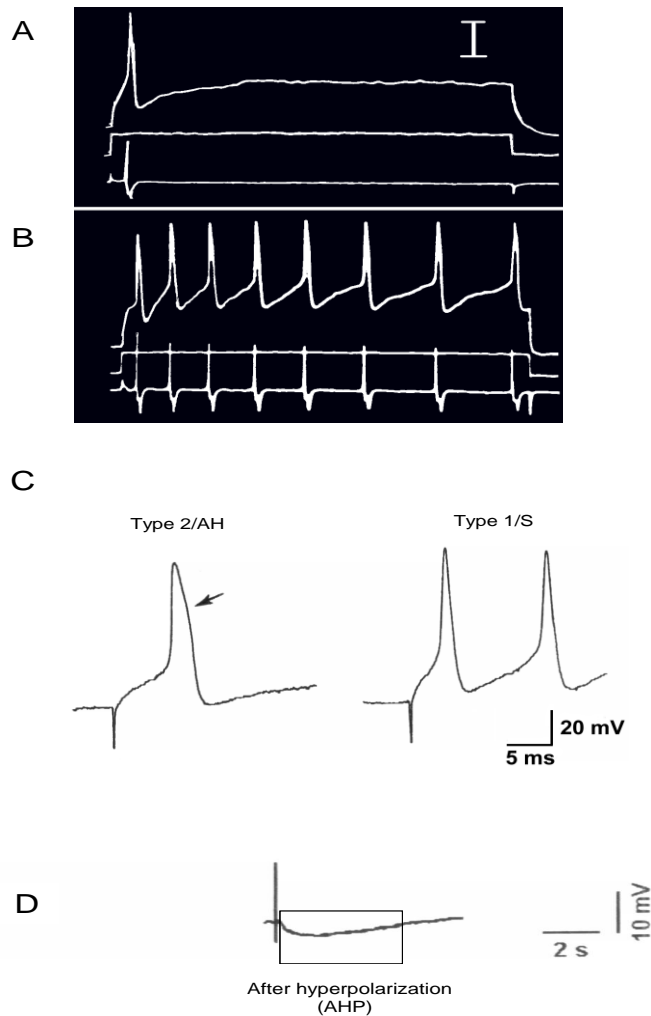 A
B
C
Type 2/AH
Type 1/S
20 mV
5 ms
D
10 mV
2 s
After hyperpolarization
(AHP)